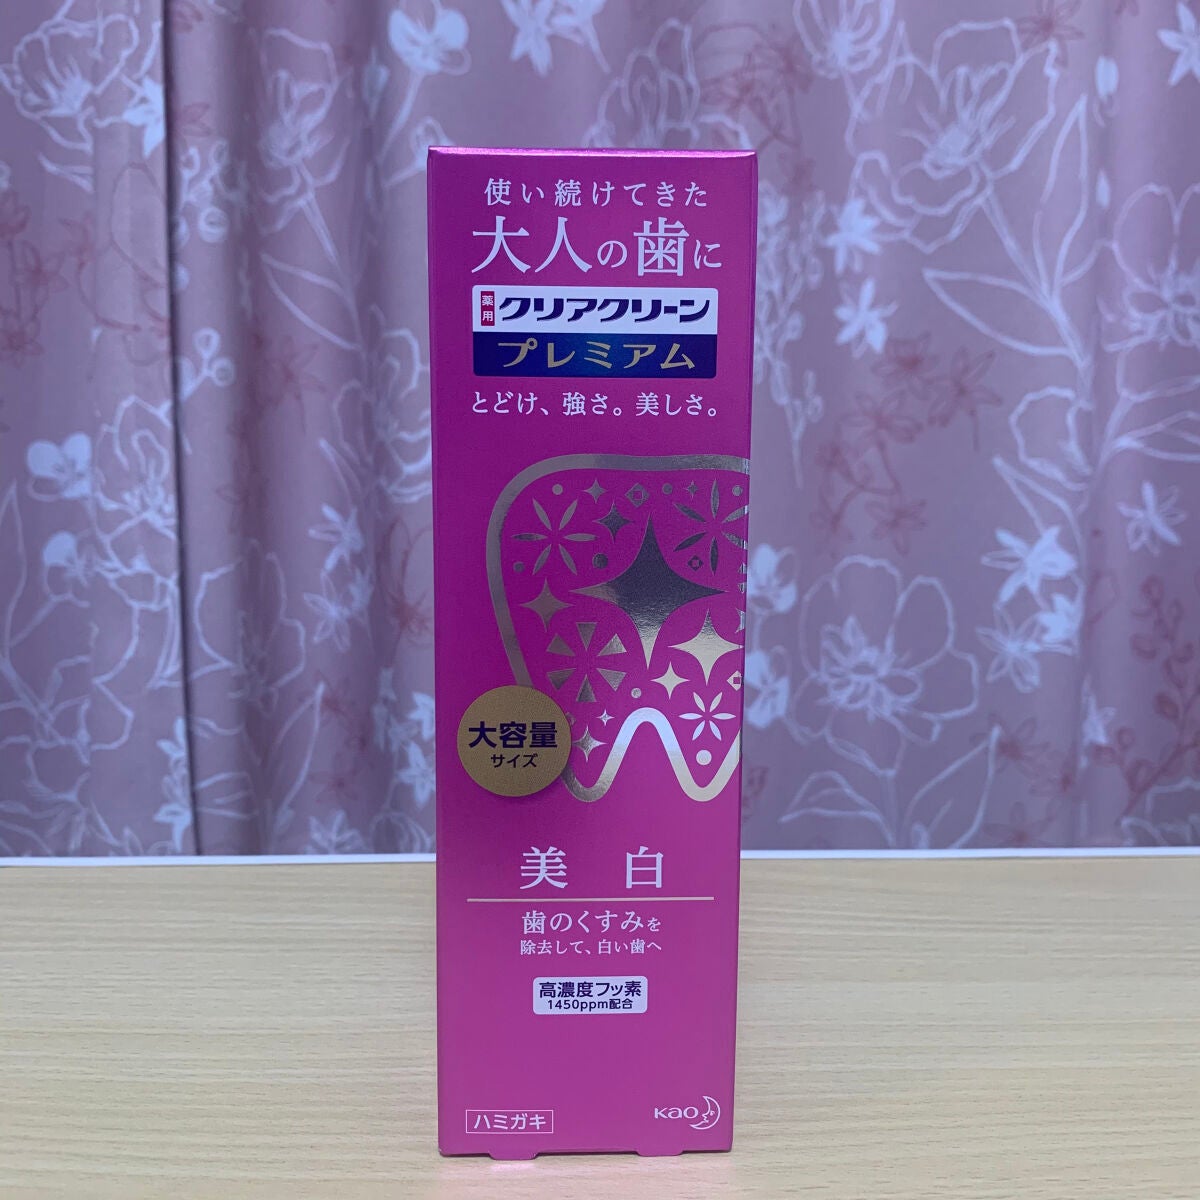 使い続けてきた
大人の歯に
薬用 クリアクリーン
プレミアム
とどけ、強さ。美しさ。
大容量
サイズ
美白
歯のくすみを
除去して、白い歯へ
高濃度フッ素
1450ppm配合
ハミガキ
Kao